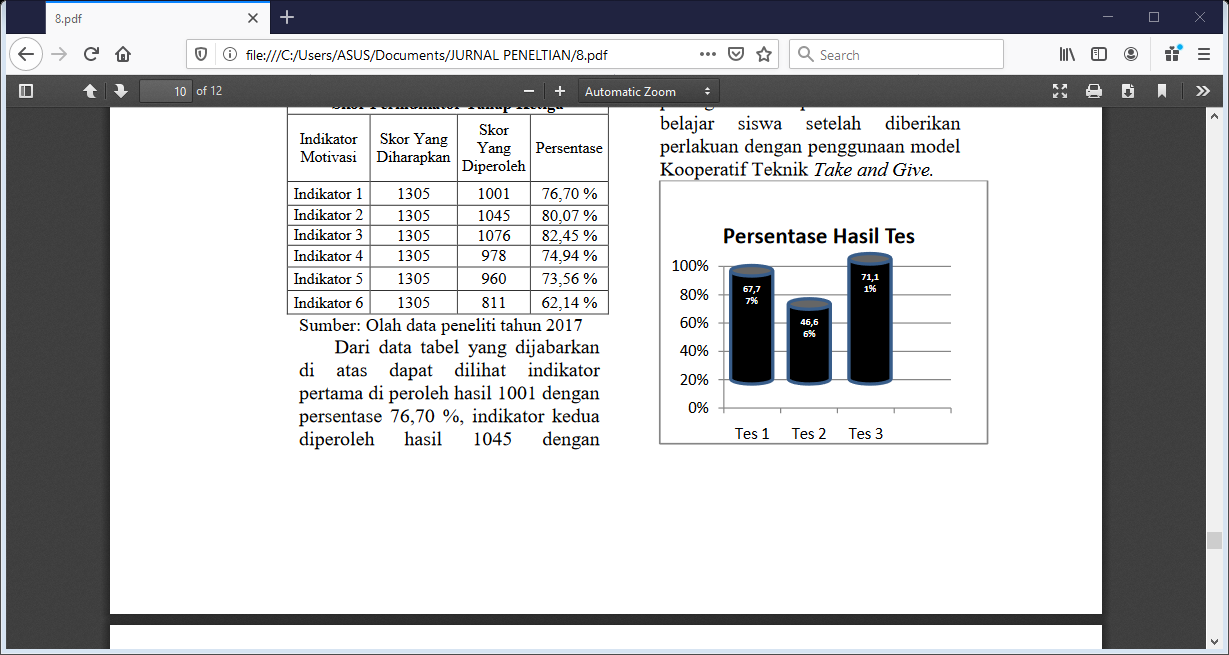 8.pdf
file:///C:/Users/ASUS/Documents/JURNAL PENELTIAN/8.pdf
Search
10 of 12
Automatic Zoom
Indikator Motivasi Skor Yang Diharapkan Skor Yang Diperoleh Persentase
Indikator 1 1305 1001 76,70 %
Indikator 2 1305 1045 80,07 %
Indikator 3 1305 1076 82,45 %
Indikator 4 1305 978 74,94 %
Indikator 5 1305 960 73,56 %
Indikator 6 1305 811 62,14 %
Sumber: Olah data peneliti tahun 2017
Dari data tabel yang dijabarkan
di atas dapat dilihat indikator
pertama di peroleh hasil 1001 dengan
persentase 76,70 %, indikator kedua
diperoleh hasil 1045 dengan
belajar siswa setelah diberikan
perlakuan dengan penggunaan model
Kooperatif Teknik Take and Give.
Persentase Hasil Tes
100%
80%
60%
40%
20%
0%
67,7
7%
46,6
6%
71,1
1%
Tes 1 Tes 2 Tes 3